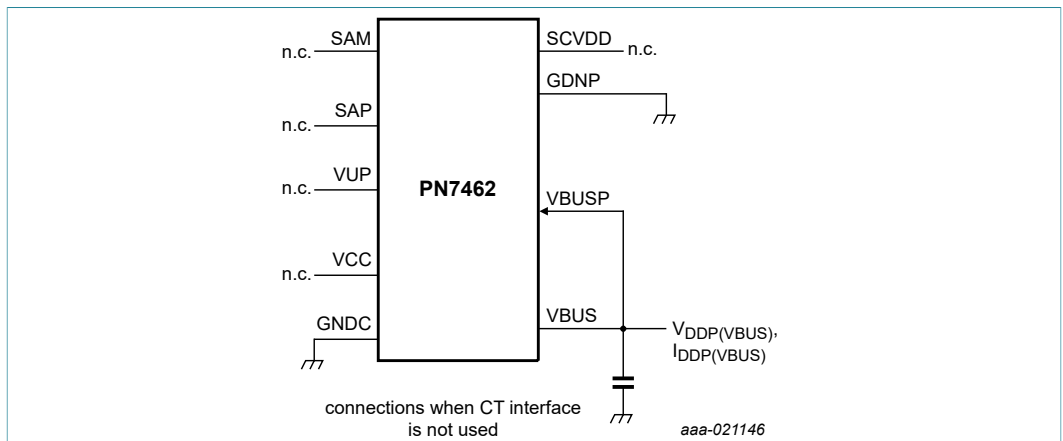 SAM
n.c.
SCVDD
n.c.
GDNP
SAP
n.c.
VUP
n.c.
PN7462
VBUSP
VCC
n.c.
GNDC
VBUS
VDDP(VBUS),
IDDP(VBUS)
connections when CT interface
is not used
aaa-021146